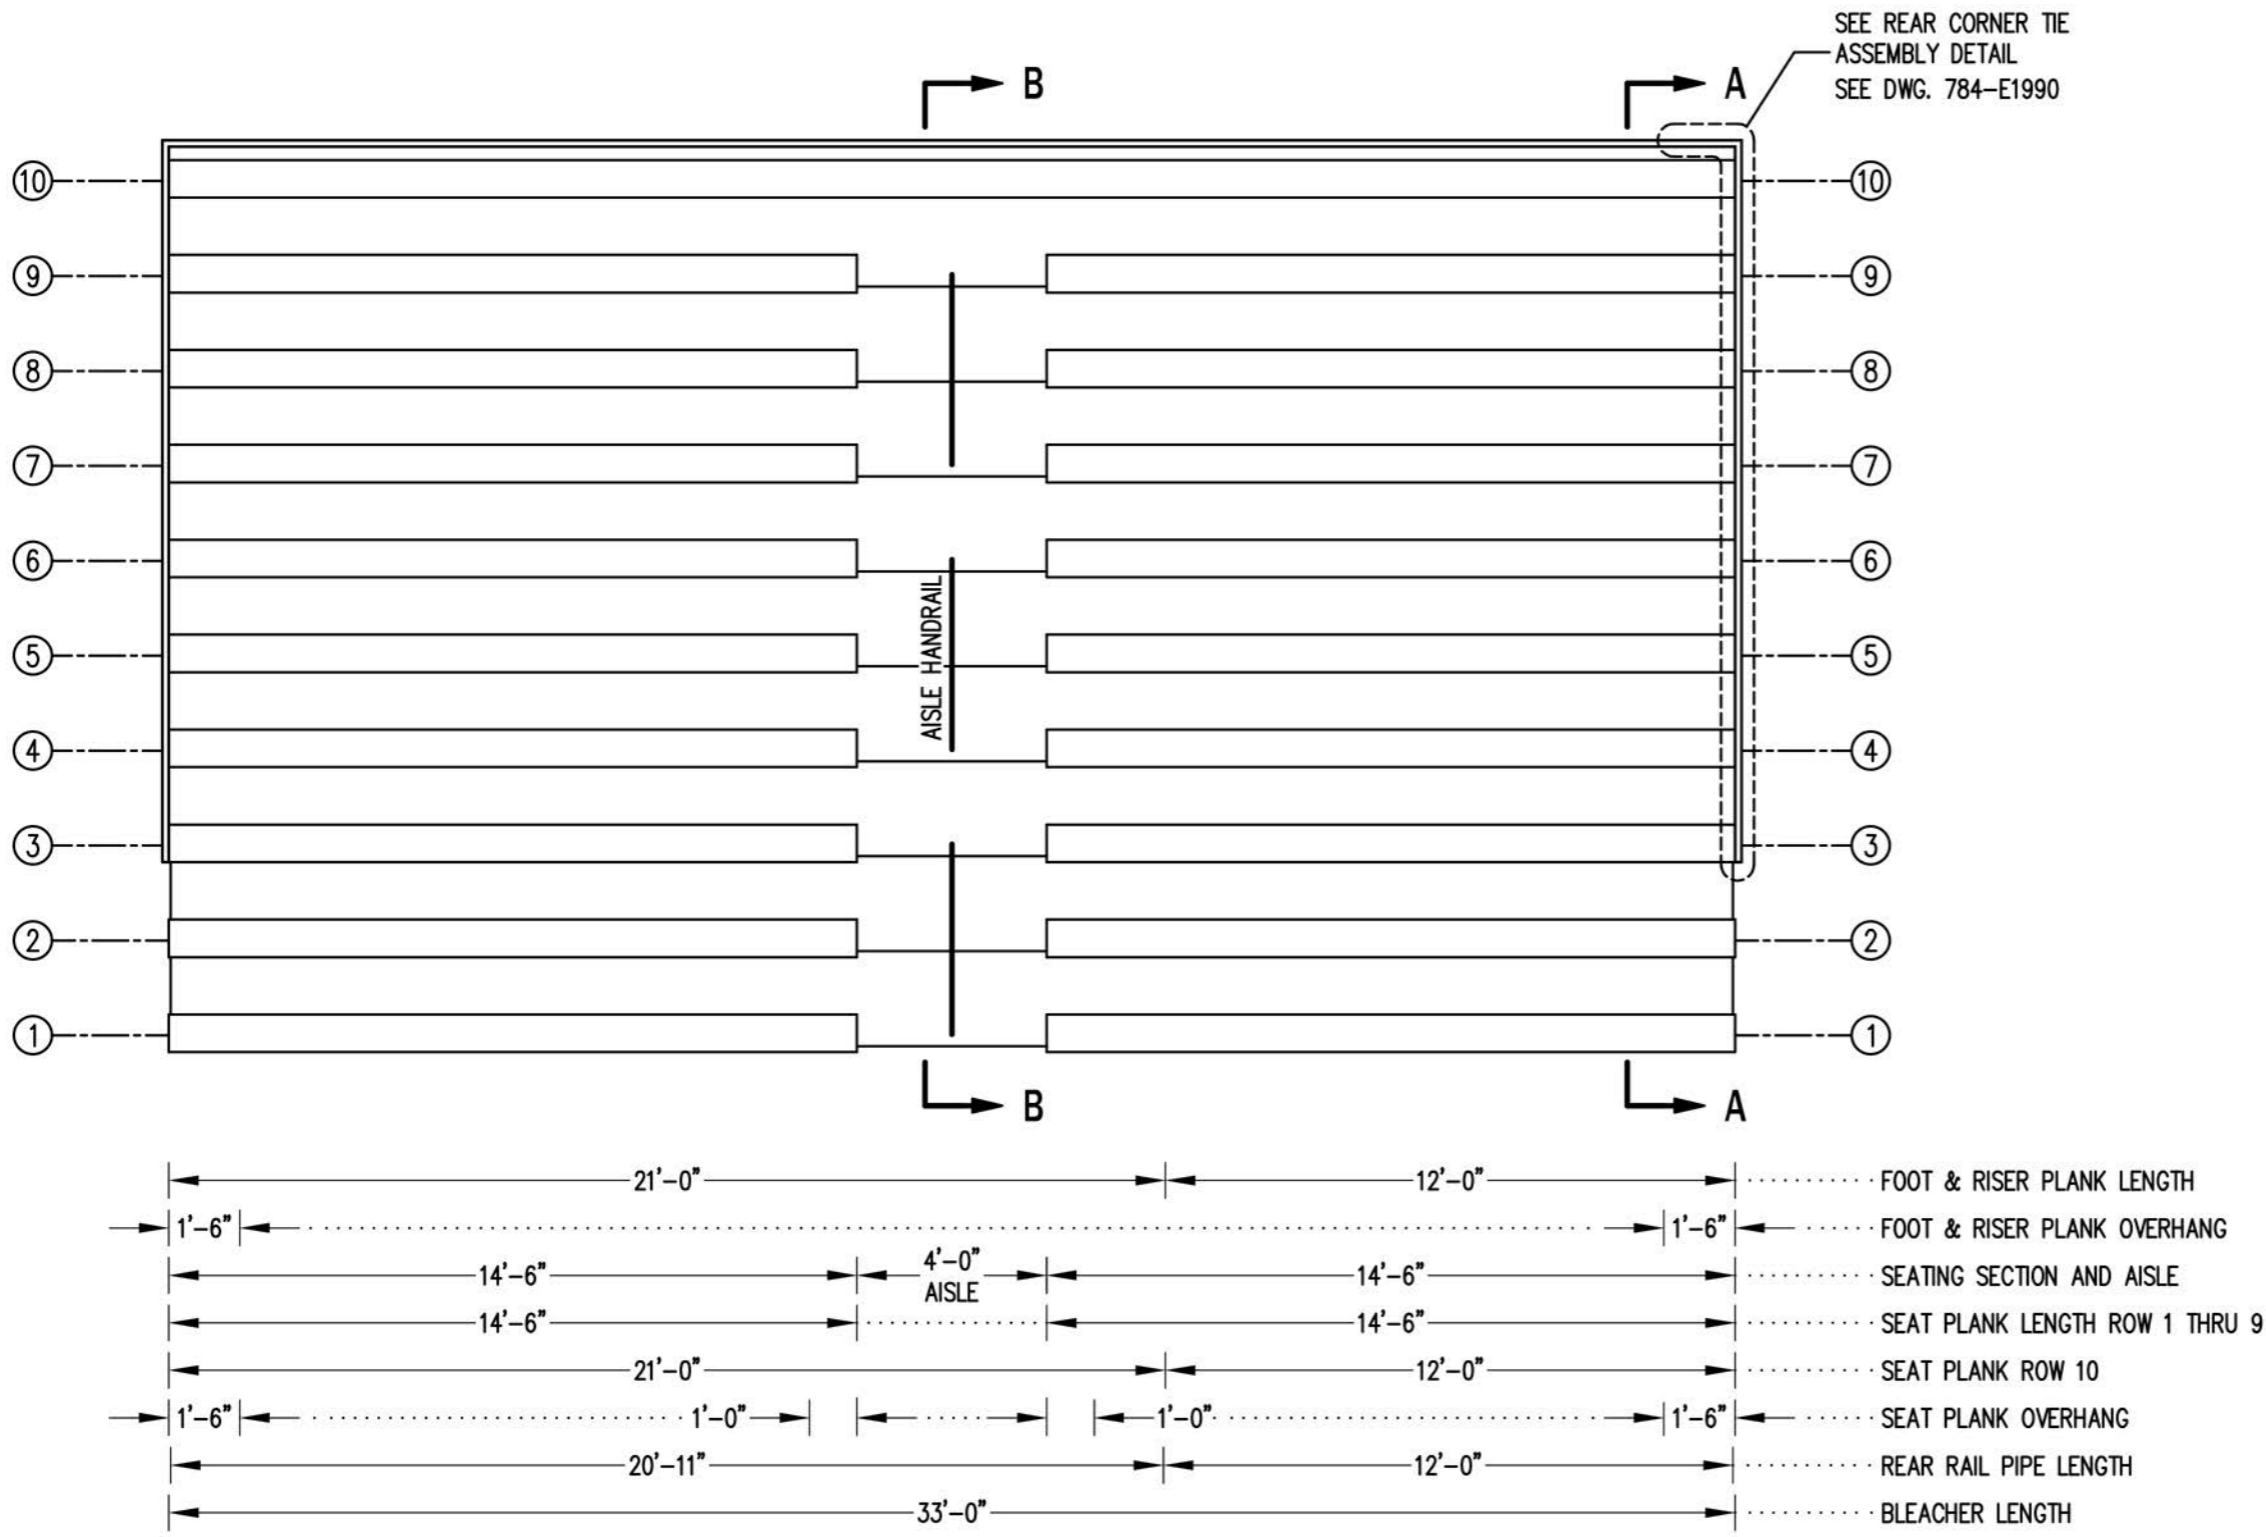 SEE REAR CORNER TIE
ASSEMBLY DETAIL
SEE DWG. 784-E1990
B A
10 10
9 9
8 8
7 7
6 6
AISLE HANDRAIL
5 5
4 4
3 3
2 2
1 1
B A
21'-0" 12'-0" FOOT & RISER PLANK LENGTH
1'-6" 1'-6" FOOT & RISER PLANK OVERHANG
14'-6" 4'-0" AISLE 14'-6" SEATING SECTION AND AISLE
14'-6" 14'-6" SEAT PLANK LENGTH ROW 1 THRU 9
21'-0" 12'-0" SEAT PLANK ROW 10
1'-6" 1'-0" 1'-0" 1'-6" SEAT PLANK OVERHANG
20'-11" 12'-0" REAR RAIL PIPE LENGTH
33'-0" BLEACHER LENGTH